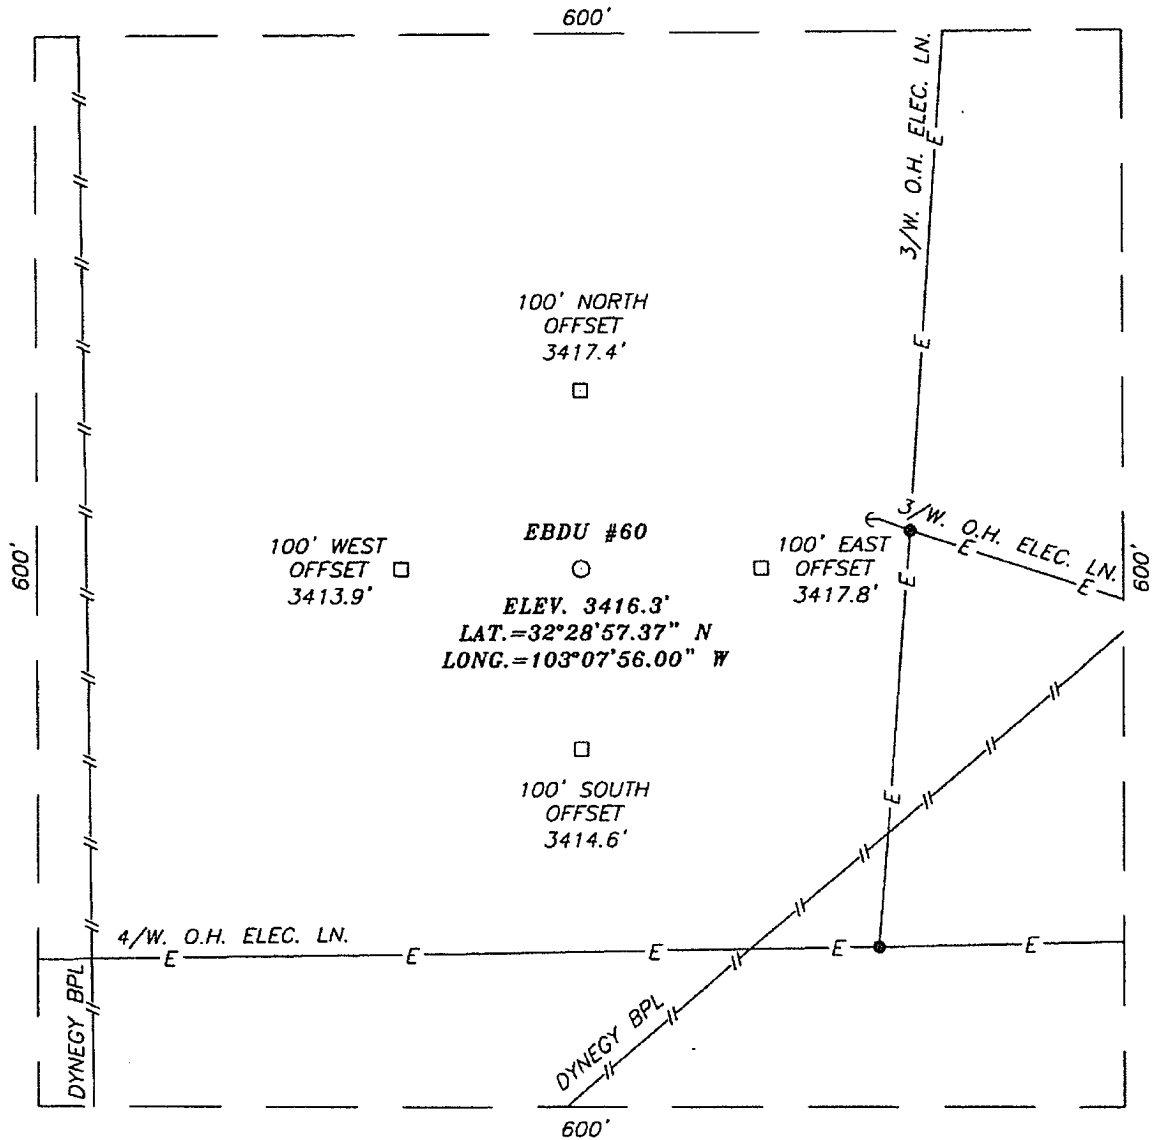 600'
3/W. O.H. ELEC. LN.
E
E
100' NORTH
OFFSET
3417.4'
600'
100' WEST
OFFSET
3413.9'
EBDU #60
ELEV. 3416.3'
LAT.=32°28'57.37" N
LONG.=103°07'56.00" W
100' EAST
OFFSET
3417.8'
3/W. O.H. ELEC. LN.
E
E
600'
E
E
100' SOUTH
OFFSET
3414.6'
4/W. O.H. ELEC. LN.
E
E
E
E
E
DYNEGY BPL
DYNEGY BPL
600'